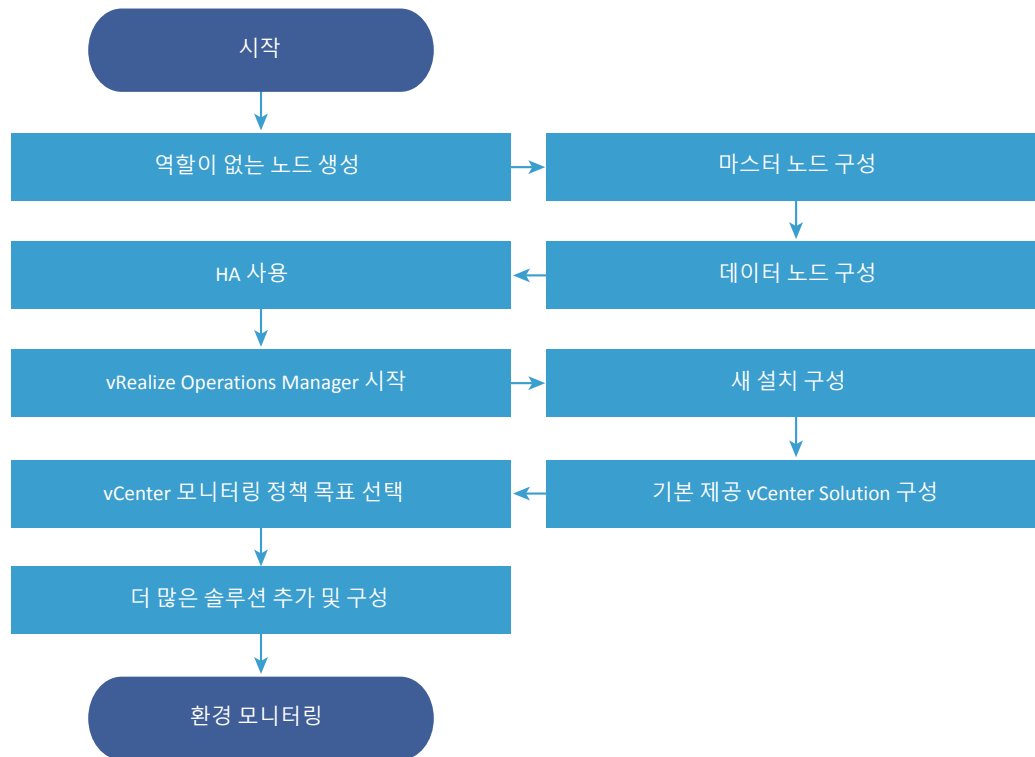 시작
역할이 없는 노드 생성
마스터 노드 구성
데이터 노드 구성
HA 사용
vRealize Operations Manager 시작
새 설치 구성
기본 제공 vCenter Solution 구성
vCenter 모니터링 정책 목표 선택
더 많은 솔루션 추가 및 구성
환경 모니터링